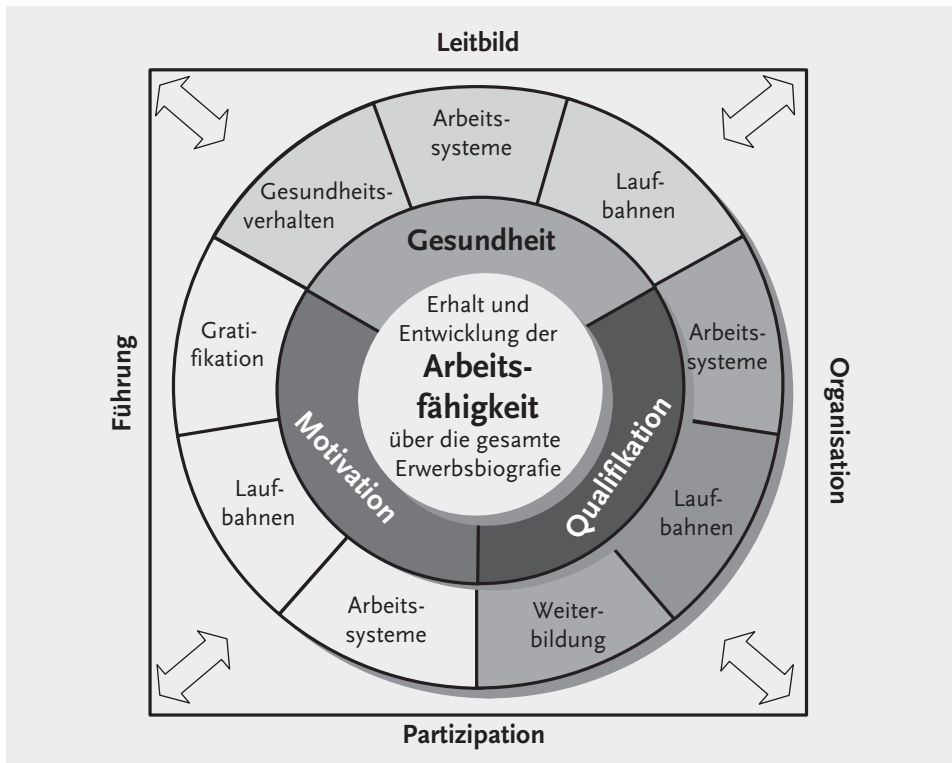 Leitbild
Arbeits-
systeme
Lauf-
bahnen
Gesundheits-
verhalten
Gesundheit
Erhalt und
Entwicklung der
Arbeits-
fähigkeit
über die gesamte
Erwerbsbiografie
Grati-
fikation
Arbeits-
systeme
Führung
Organisation
Motivation
Qualifikation
Lauf-
bahnen
Lauf-
bahnen
Arbeits-
systeme
Weiter-
bildung
Partizipation